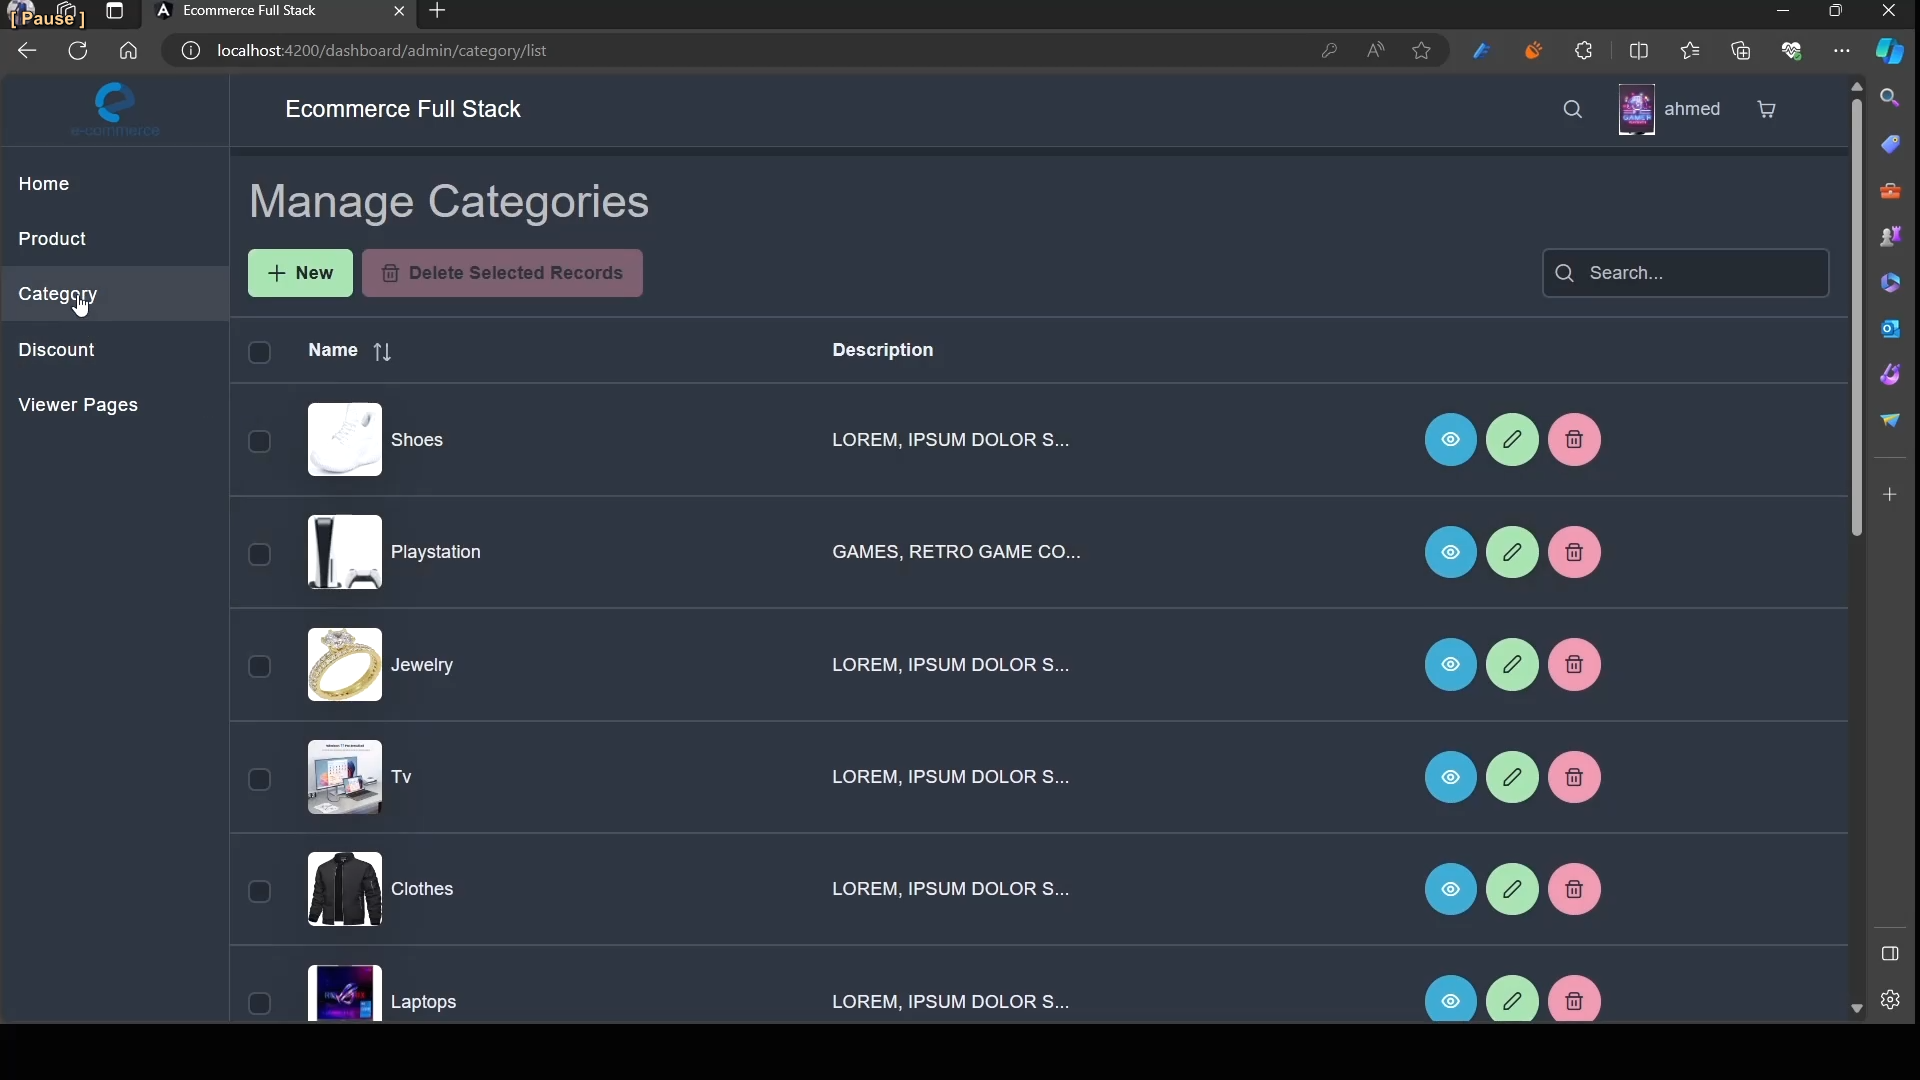 [ Pause ]
Ecommerce Full Stack
localhost:4200/dashboard/admin/category/list
e-commerce
Ecommerce Full Stack
ahmed
Home
Product
Category
Discount
Viewer Pages
Manage Categories
New
Delete Selected Records
Search...
Name
Description
Shoes
LOREM, IPSUM DOLOR S...
Playstation
GAMES, RETRO GAME CO...
Jewelry
LOREM, IPSUM DOLOR S...
Tv
LOREM, IPSUM DOLOR S...
Clothes
LOREM, IPSUM DOLOR S...
Laptops
LOREM, IPSUM DOLOR S...